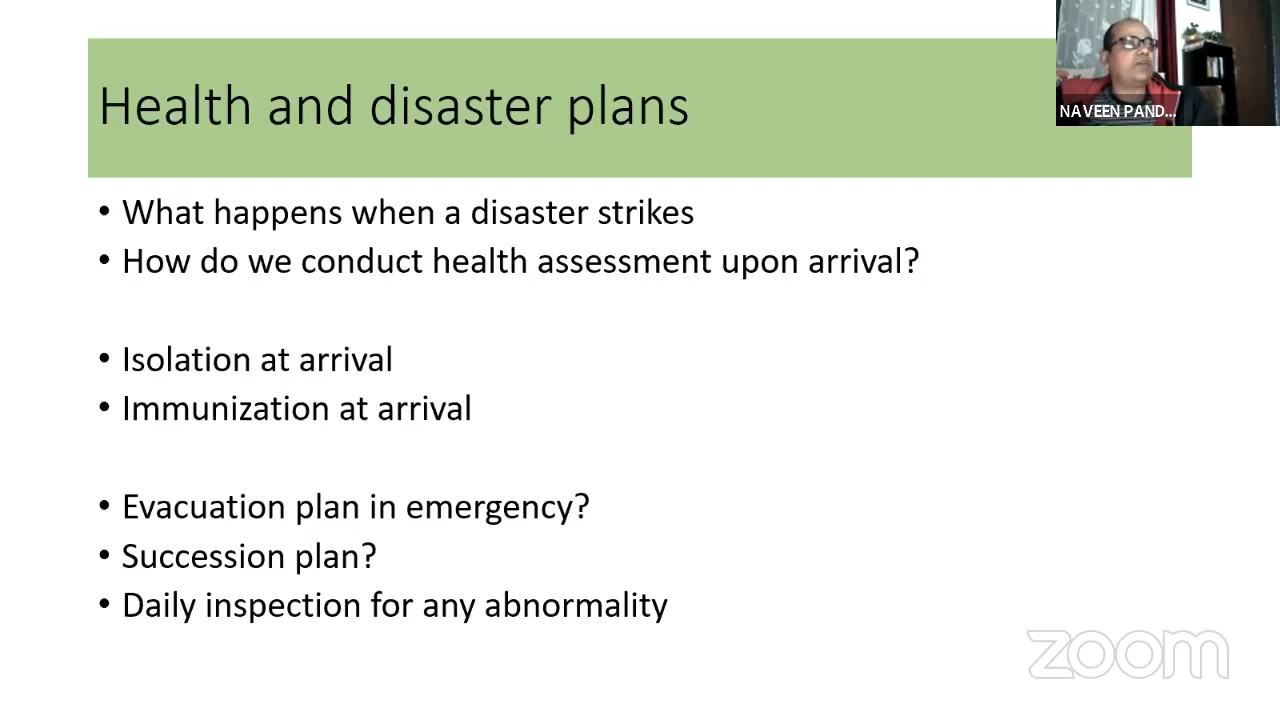 Health and disaster plans
NAVEEN PAND...
• What happens when a disaster strikes
• How do we conduct health assessment upon arrival?
• Isolation at arrival
• Immunization at arrival
• Evacuation plan in emergency?
• Succession plan?
• Daily inspection for any abnormality
zoom